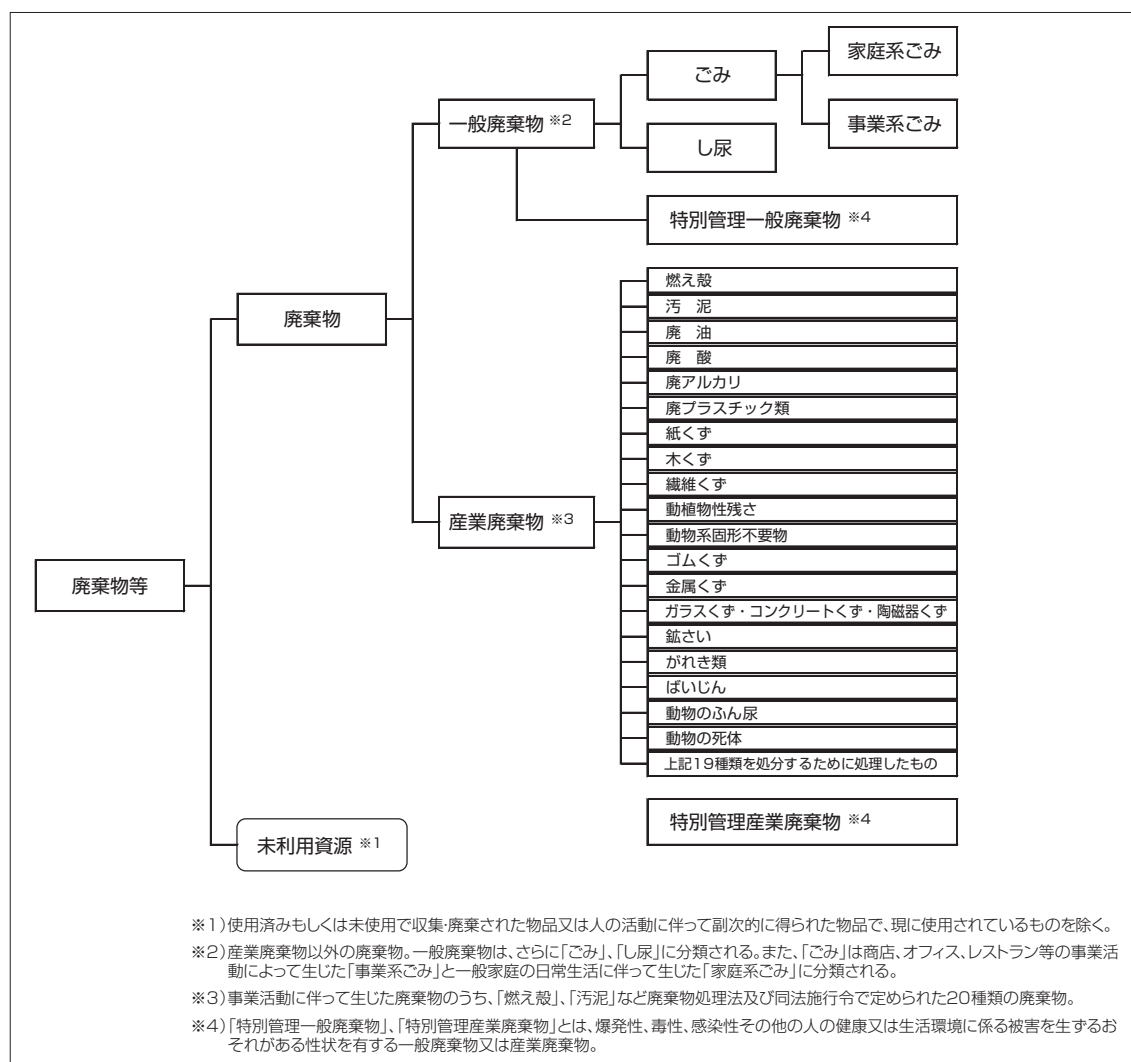 家庭系ごみ
ごみ
一般廃棄物 ※2
事業系ごみ
し尿
特別管理一般廃棄物 ※4
燃え殻
汚　泥
廃棄物
廃　油
廃　酸
廃アルカリ
廃プラスチック類
紙くず
木くず
繊維くず
動植物性残さ
産業廃棄物 ※3
動物系固形不要物
ゴムくず
廃棄物等
金属くず
ガラスくず・コンクリートくず・陶磁器くず
鉱さい
がれき類
ばいじん
動物のふん尿
動物の死体
上記19種類を処分するために処理したもの
特別管理産業廃棄物 ※4
未利用資源 ※1
※1）使用済みもしくは未使用で収集・廃棄された物品又は人の活動に伴って副次的に得られた物品で、現に使用されているものを除く。
※2）産業廃棄物以外の廃棄物。一般廃棄物は、さらに「ごみ」、「し尿」に分類される。また、「ごみ」は商店、オフィス、レストラン等の事業活
動によって生じた「事業系ごみ」と一般家庭の日常生活に伴って生じた「家庭系ごみ」に分類される。
※3）事業活動に伴って生じた廃棄物のうち、「燃え殻」、「汚泥」など廃棄物処理法及び同法施行令で定められた20種類の廃棄物。
※4）「特別管理一般廃棄物」、「特別管理産業廃棄物」とは、爆発性、毒性、感染性その他の人の健康又は生活環境に係る被害を生ずるお
それがある性状を有する一般廃棄物又は産業廃棄物。